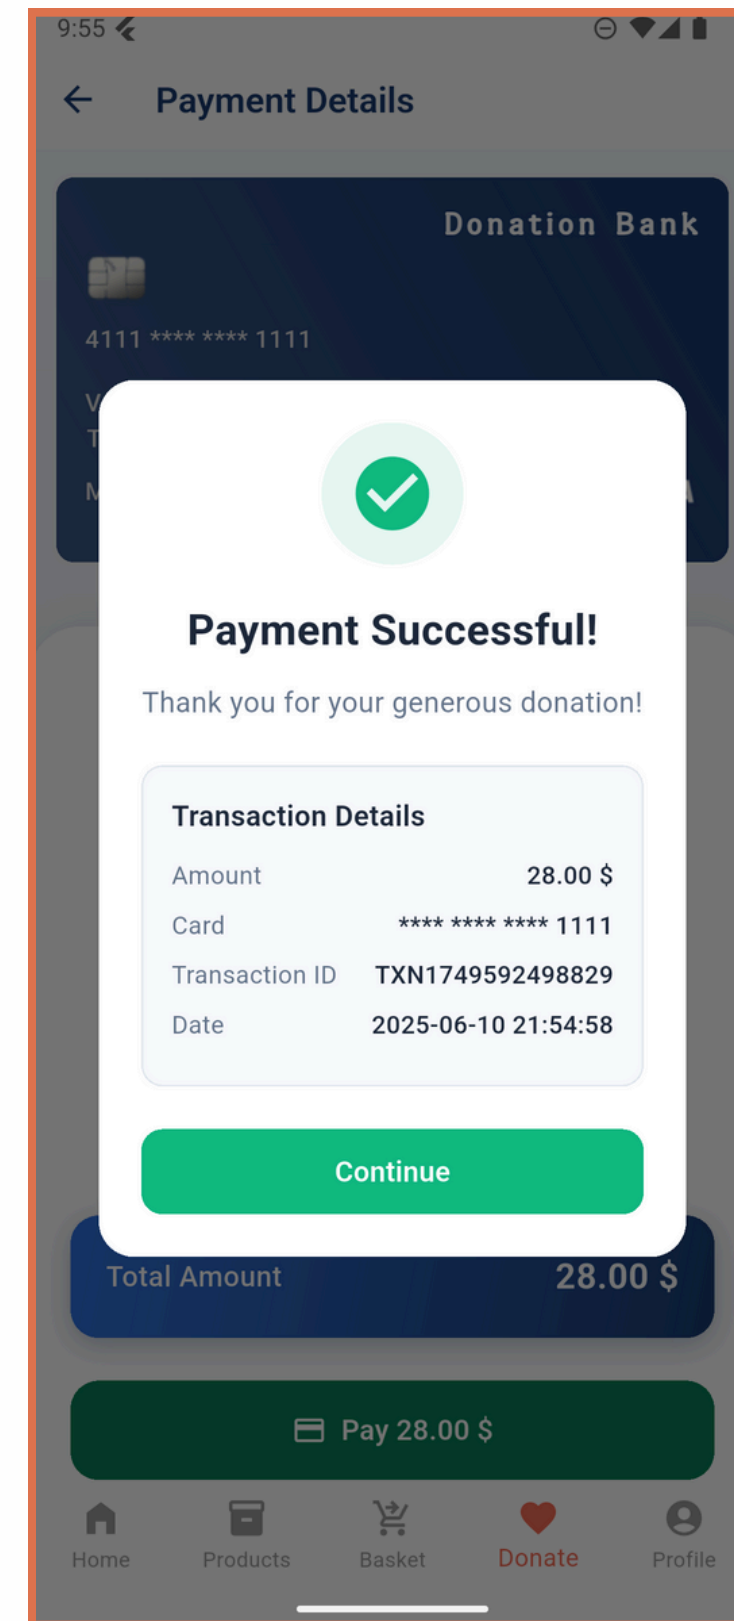 9:55
Payment Details
Donation Bank
4111 **** **** 1111
V
T
M
A
Payment Successful!
Thank you for your generous donation!
Transaction Details
Amount 28.00 $
Card **** **** **** 1111
Transaction ID TXN1749592498829
Date 2025-06-10 21:54:58
Continue
Total Amount 28.00 $
Pay 28.00 $
Home Products Basket Donate Profile